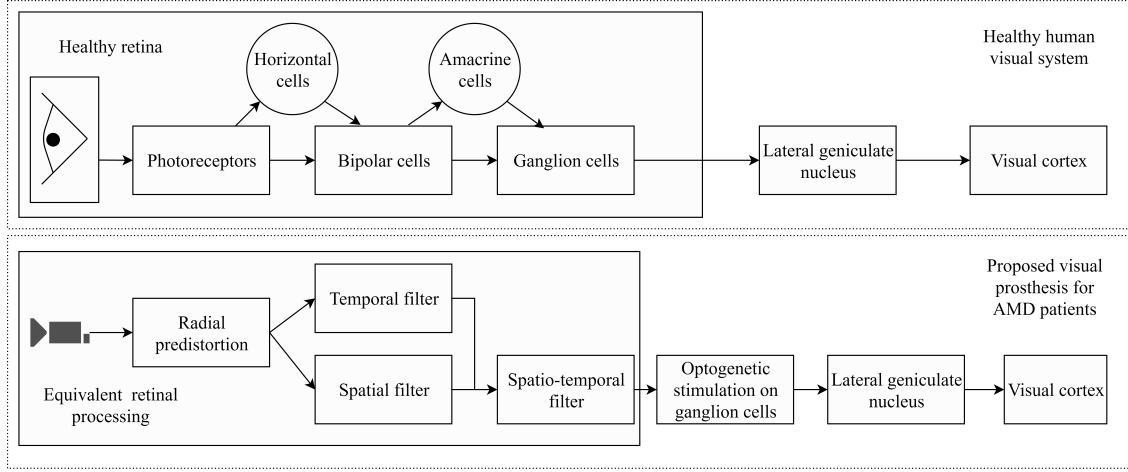 Healthy retina
Horizontal
cells
Amacrine
cells
Healthy human
visual system
Photoreceptors
Bipolar cells
Ganglion cells
Lateral geniculate
nucleus
Visual cortex
Proposed visual
prosthesis for
AMD patients
Temporal filter
Radial
predistortion
Equivalent retinal
processing
Spatial filter
Spatio-temporal
filter
Optogenetic
stimulation on
ganglion cells
Lateral geniculate
nucleus
Visual cortex